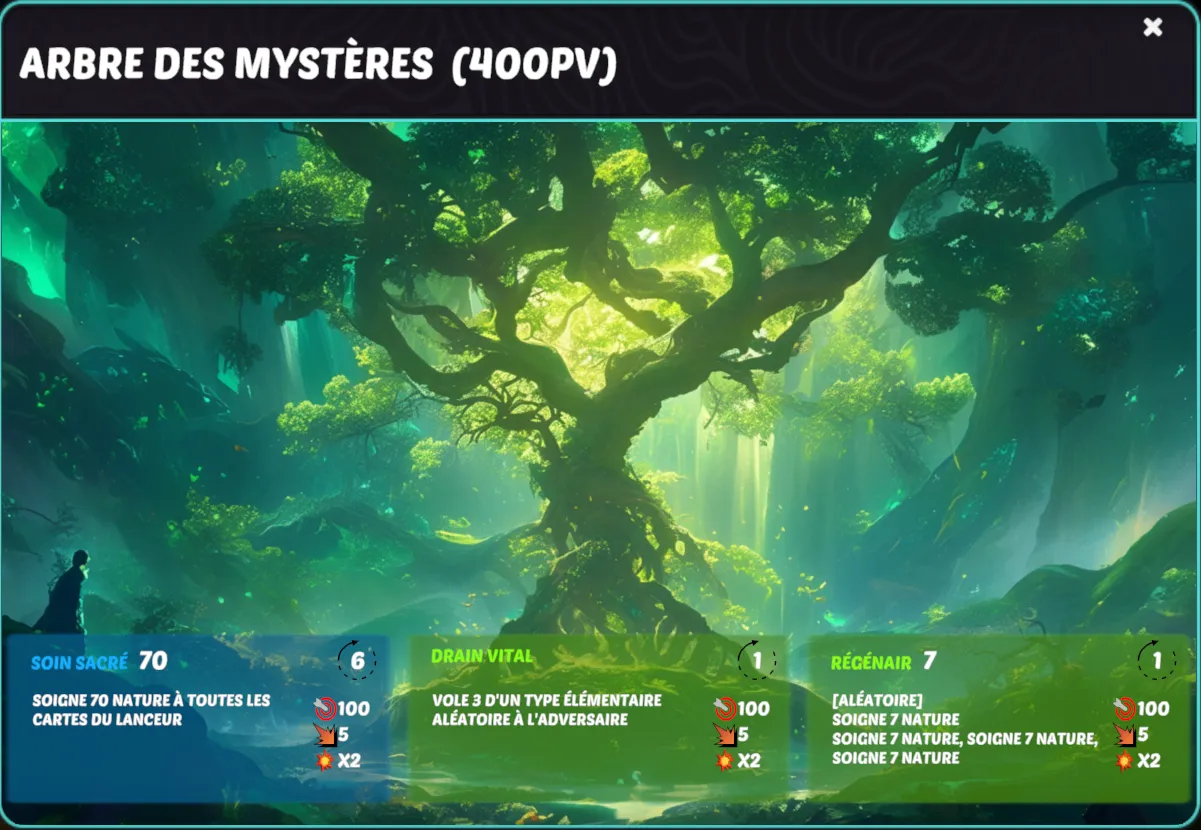 ARBRE DES MYSTÈRES (400PV)
SOIN SACRÉ 70
6
SOIGNE 70 NATURE À TOUTES LES
CARTES DU LANCEUR
100
5
X2
DRAIN VITAL
1
VOLE 3 D'UN TYPE ÉLÉMENTAIRE
ALÉATOIRE À L'ADVERSAIRE
100
5
X2
RÉGÉNAIR 7
1
[ALÉATOIRE]
SOIGNE 7 NATURE
SOIGNE 7 NATURE, SOIGNE 7 NATURE,
SOIGNE 7 NATURE
100
5
X2